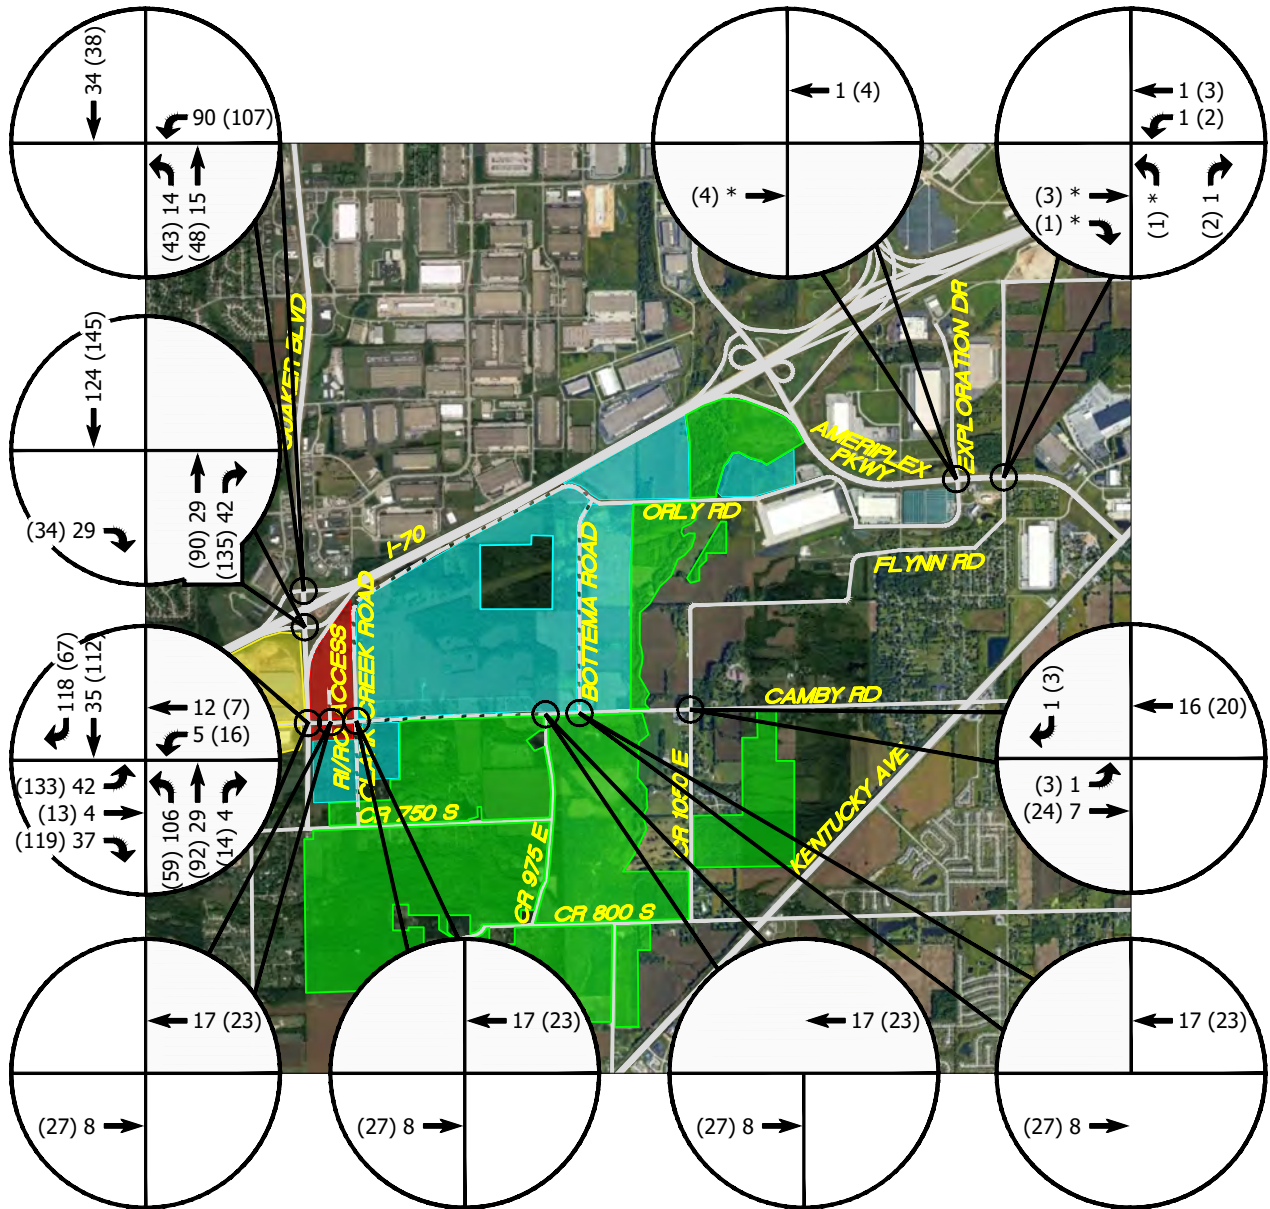 34 (38)
90 (107)
(43) 14
(48) 15
1 (4)
(4) *
1 (3)
1 (2)
(3) *
(1) *
(1) *
(2) 1
124 (145)
(34) 29
(90) 29
(135) 42
118 (67)
35 (112)
12 (7)
5 (16)
(133) 42
(13) 4
(119) 37
(59) 106
(92) 29
(14) 4
1 (3)
16 (20)
(3) 1
(24) 7
17 (23)
(27) 8
17 (23)
(27) 8
17 (23)
(27) 8
17 (23)
(27) 8
QUAKER BLVD
I-70
RI/RO ACCESS
CREEK ROAD
BOTTEMA ROAD
ORLY RD
AMERIPLEX
PKWY
EXPLORATION DR
FLYNN RD
CAMBY RD
CR 750 S
CR 975 E
CR 800 S
CR 1050 E
KENTUCKY AVE